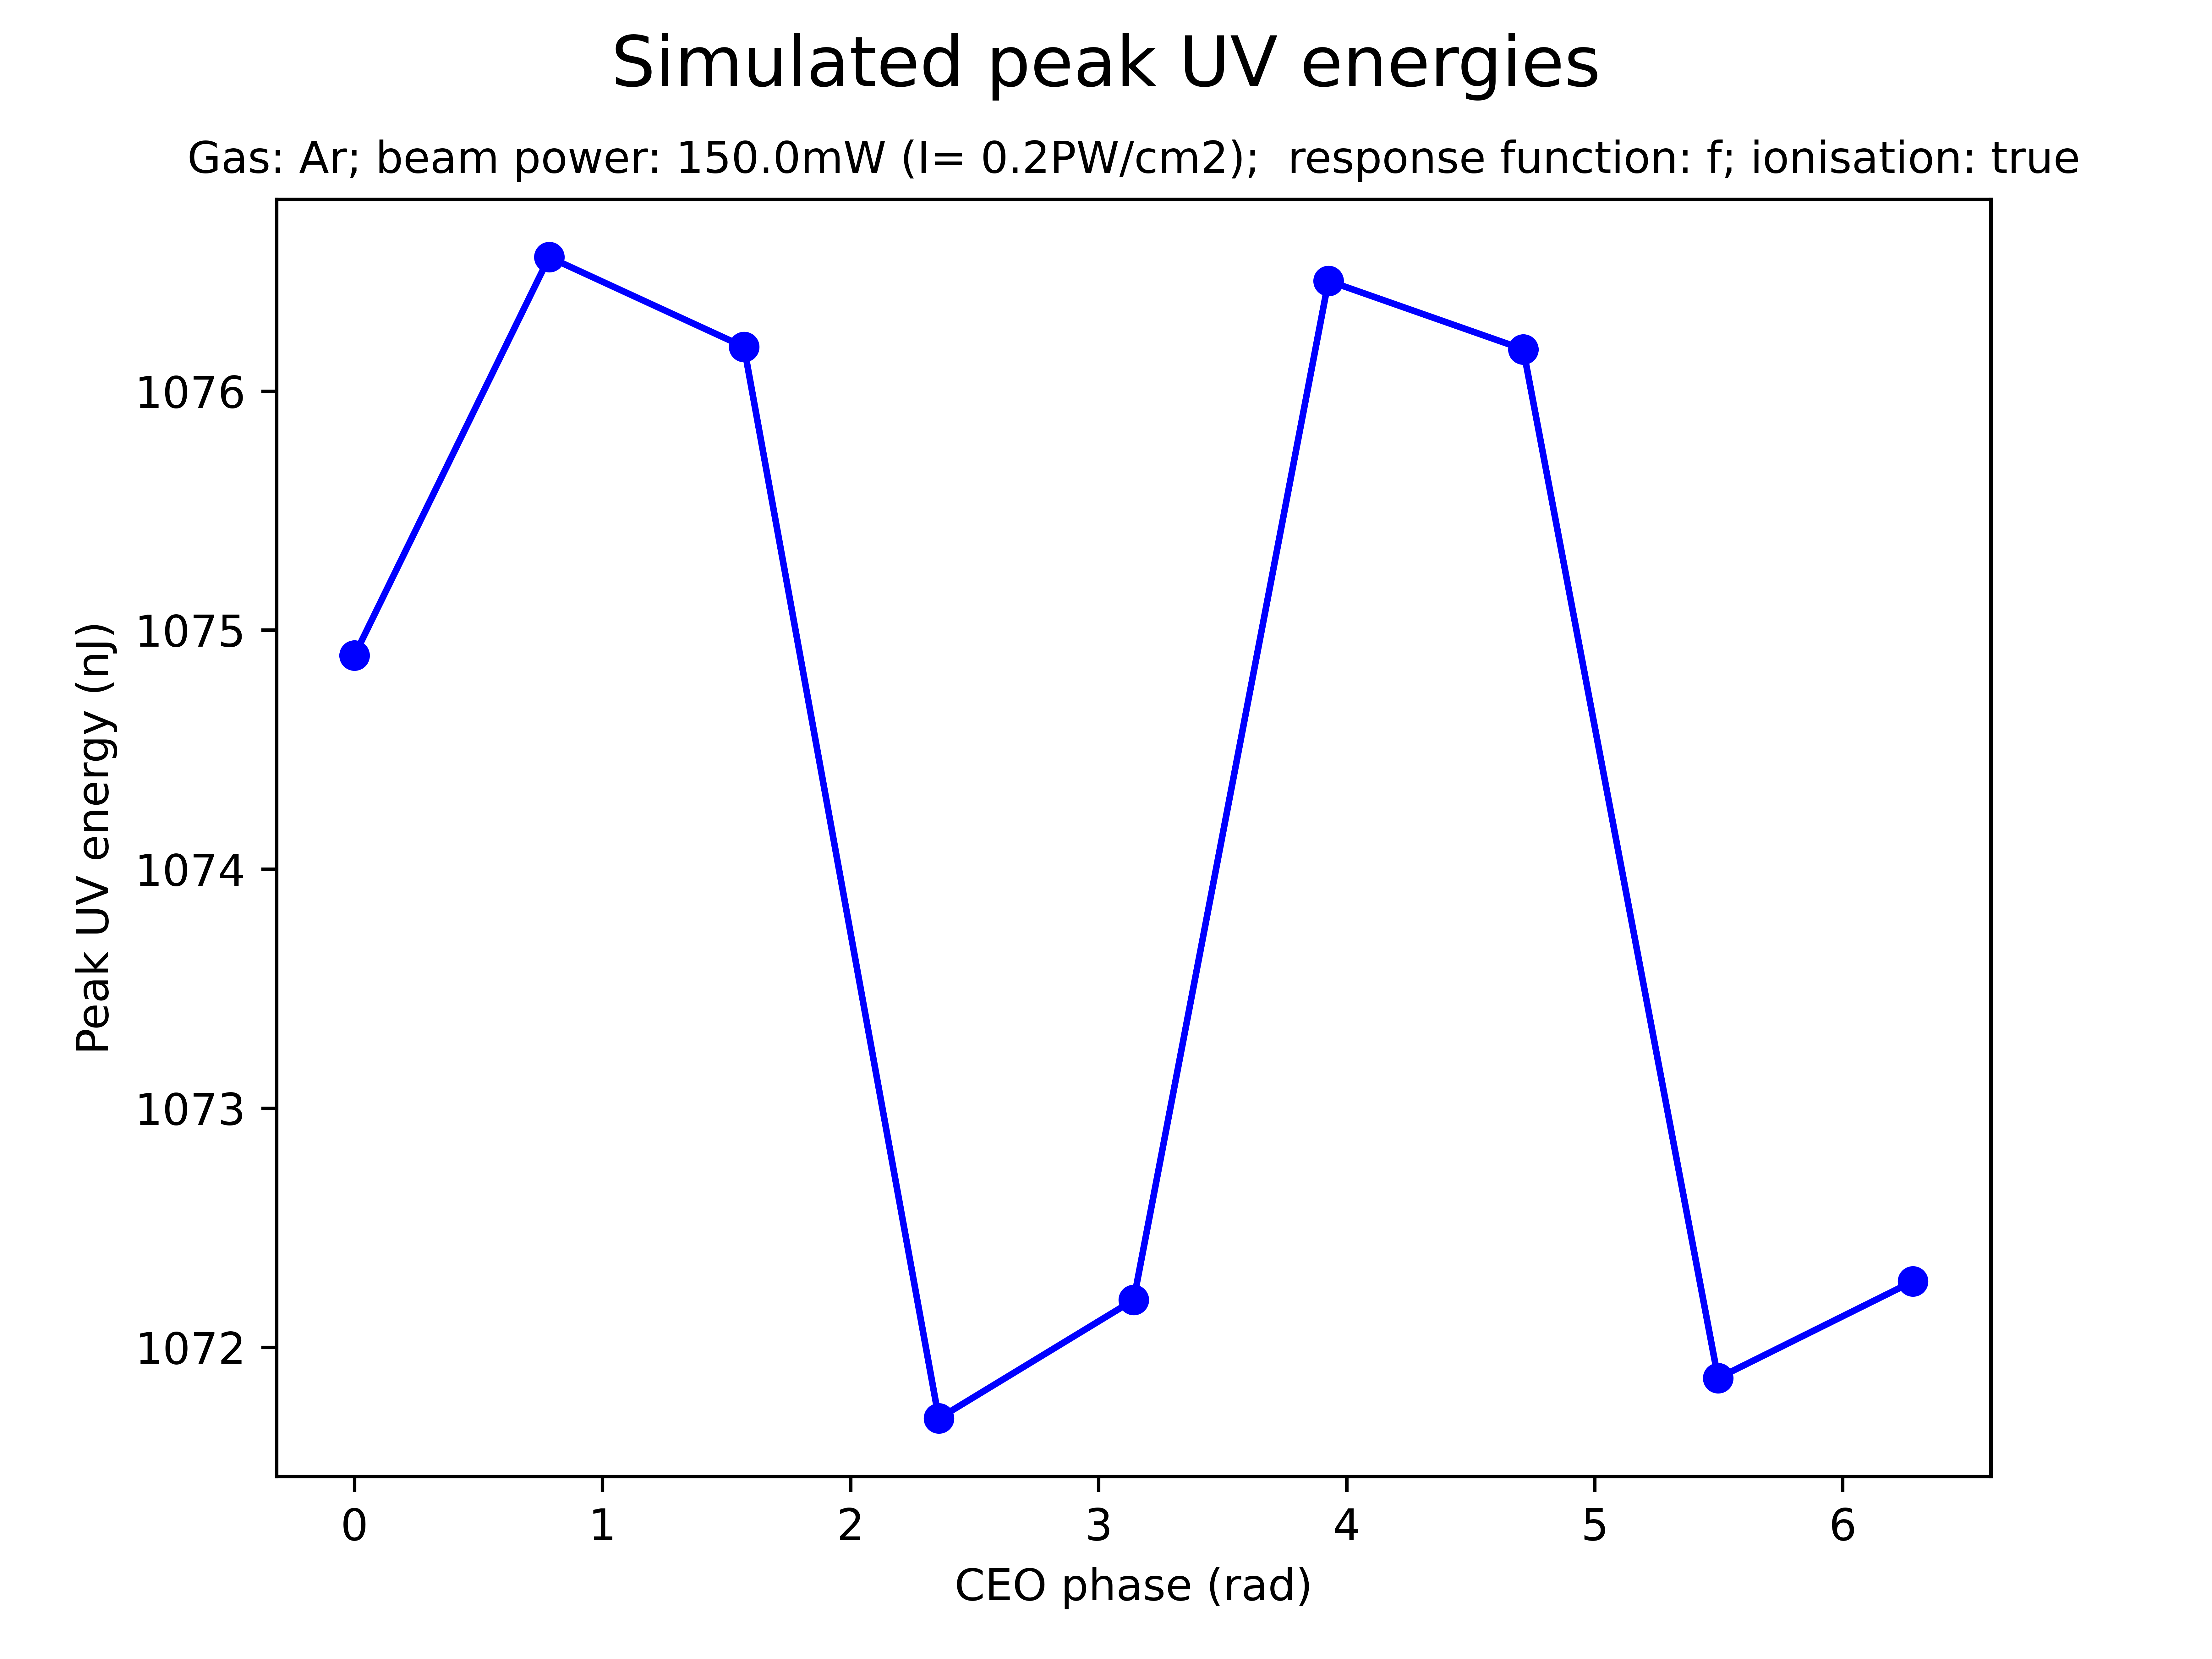 Simulated peak UV energies
Gas: Ar; beam power: 150.0mW (I= 0.2PW/cm2);  response function: f; ionisation: true
Peak UV energy (nJ)
1076
1075
1074
1073
1072
0 1 2 3 4 5 6
CEO phase (rad)